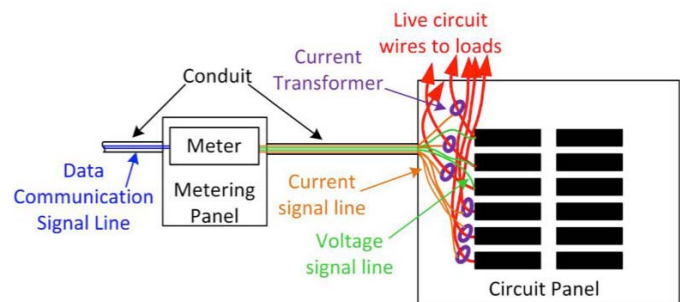 Live circuit
wires to loads
Current
Transformer
Conduit
Meter
Metering
Panel
Data
Communication
Signal Line
Current
signal line
Voltage
signal line
Circuit Panel